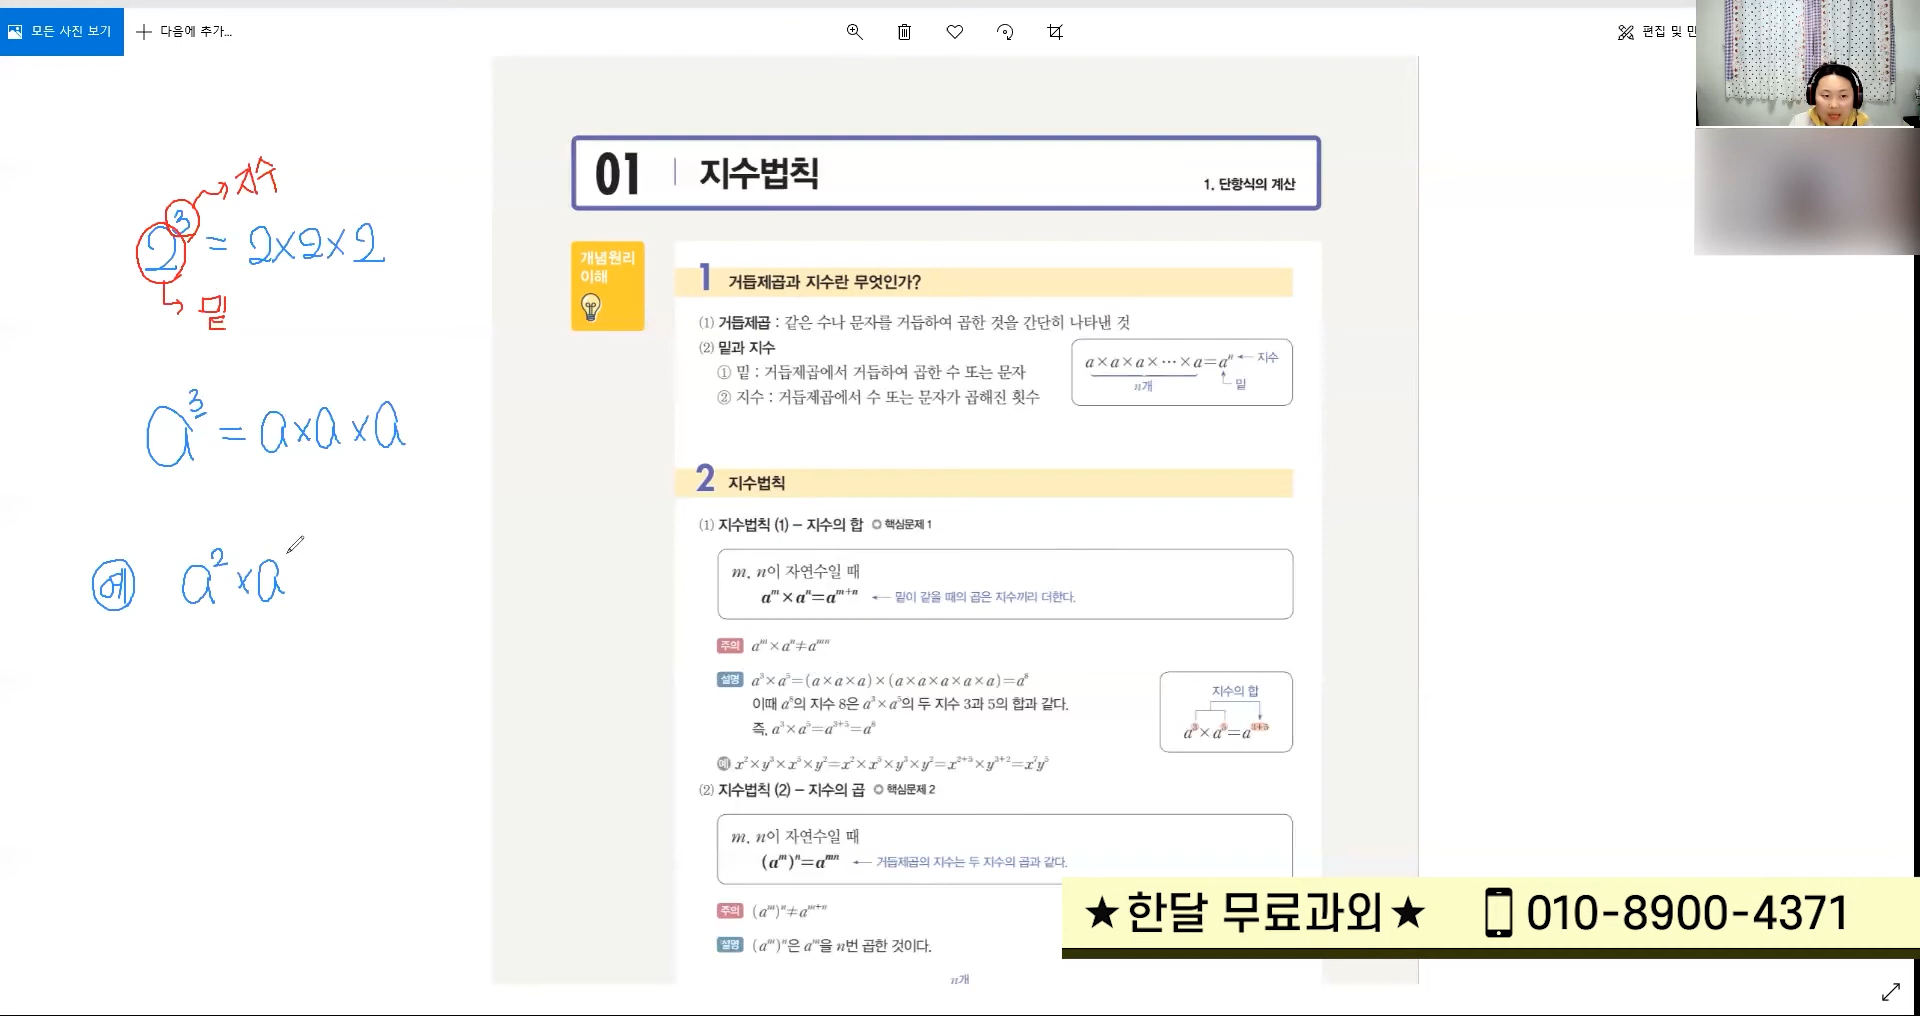 모든 사진 보기
다음에 추가...
편집 및 만
2³ = 2×2×2
지수
밑
a³ = a×a×a
예 a²×a
01 지수법칙
1. 단항식의 계산
개념원리
이해
1 거듭제곱과 지수란 무엇인가?
(1) 거듭제곱 : 같은 수나 문자를 거듭하여 곱한 것을 간단히 나타낸 것
(2) 밑과 지수
① 밑 : 거듭제곱에서 거듭하여 곱한 수 또는 문자
② 지수 : 거듭제곱에서 수 또는 문자가 곱해진 횟수
a×a×a×⋯×a=aⁿ ← 지수
n개 밑
2 지수법칙
(1) 지수법칙 (1) – 지수의 합 ◎ 핵심문제 1
m, n이 자연수일 때
aᵐ×aⁿ=aᵐ⁺ⁿ ← 밑이 같을 때의 곱은 지수끼리 더한다.
주의 aᵐ×aⁿ≠aᵐⁿ
설명 a³×a⁵=(a×a×a)×(a×a×a×a×a)=a⁸
이때 a⁸의 지수 8은 a³×a⁵의 두 지수 3과 5의 합과 같다.
즉, a³×a⁵=a³⁺⁵=a⁸
지수의 합
a³×a⁵=a³⁺⁵
예 x²×y³×x⁵×y²=x²×x⁵×y³×y²=x²⁺⁵×y³⁺²=x⁷y⁵
(2) 지수법칙 (2) – 지수의 곱 ◎ 핵심문제 2
m, n이 자연수일 때
(aᵐ)ⁿ=aᵐⁿ ← 거듭제곱의 지수는 두 지수의 곱과 같다.
주의 (aᵐ)ⁿ≠aᵐ⁺ⁿ
설명 (aᵐ)ⁿ은 aᵐ을 n번 곱한 것이다.
n개
★한달 무료과외★ 010-8900-4371